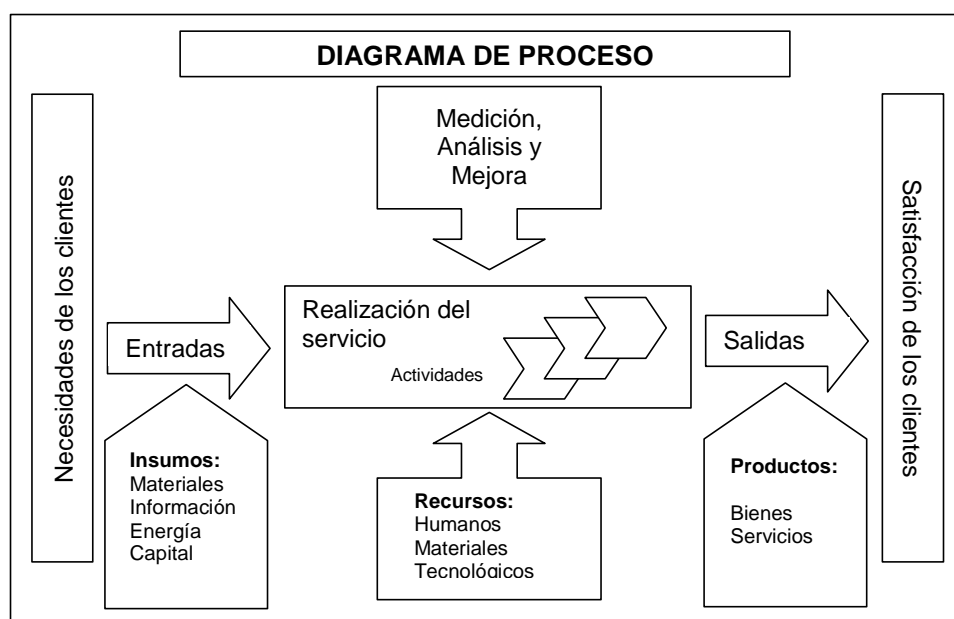 DIAGRAMA DE PROCESO
Medición,
Análisis y
Mejora
Necesidades de los clientes
Entradas
Realización del
servicio
Actividades
Salidas
Satisfacción de los clientes
Insumos:
Materiales
Información
Energía
Capital
Recursos:
Humanos
Materiales
Tecnológicos
Productos:
Bienes
Servicios